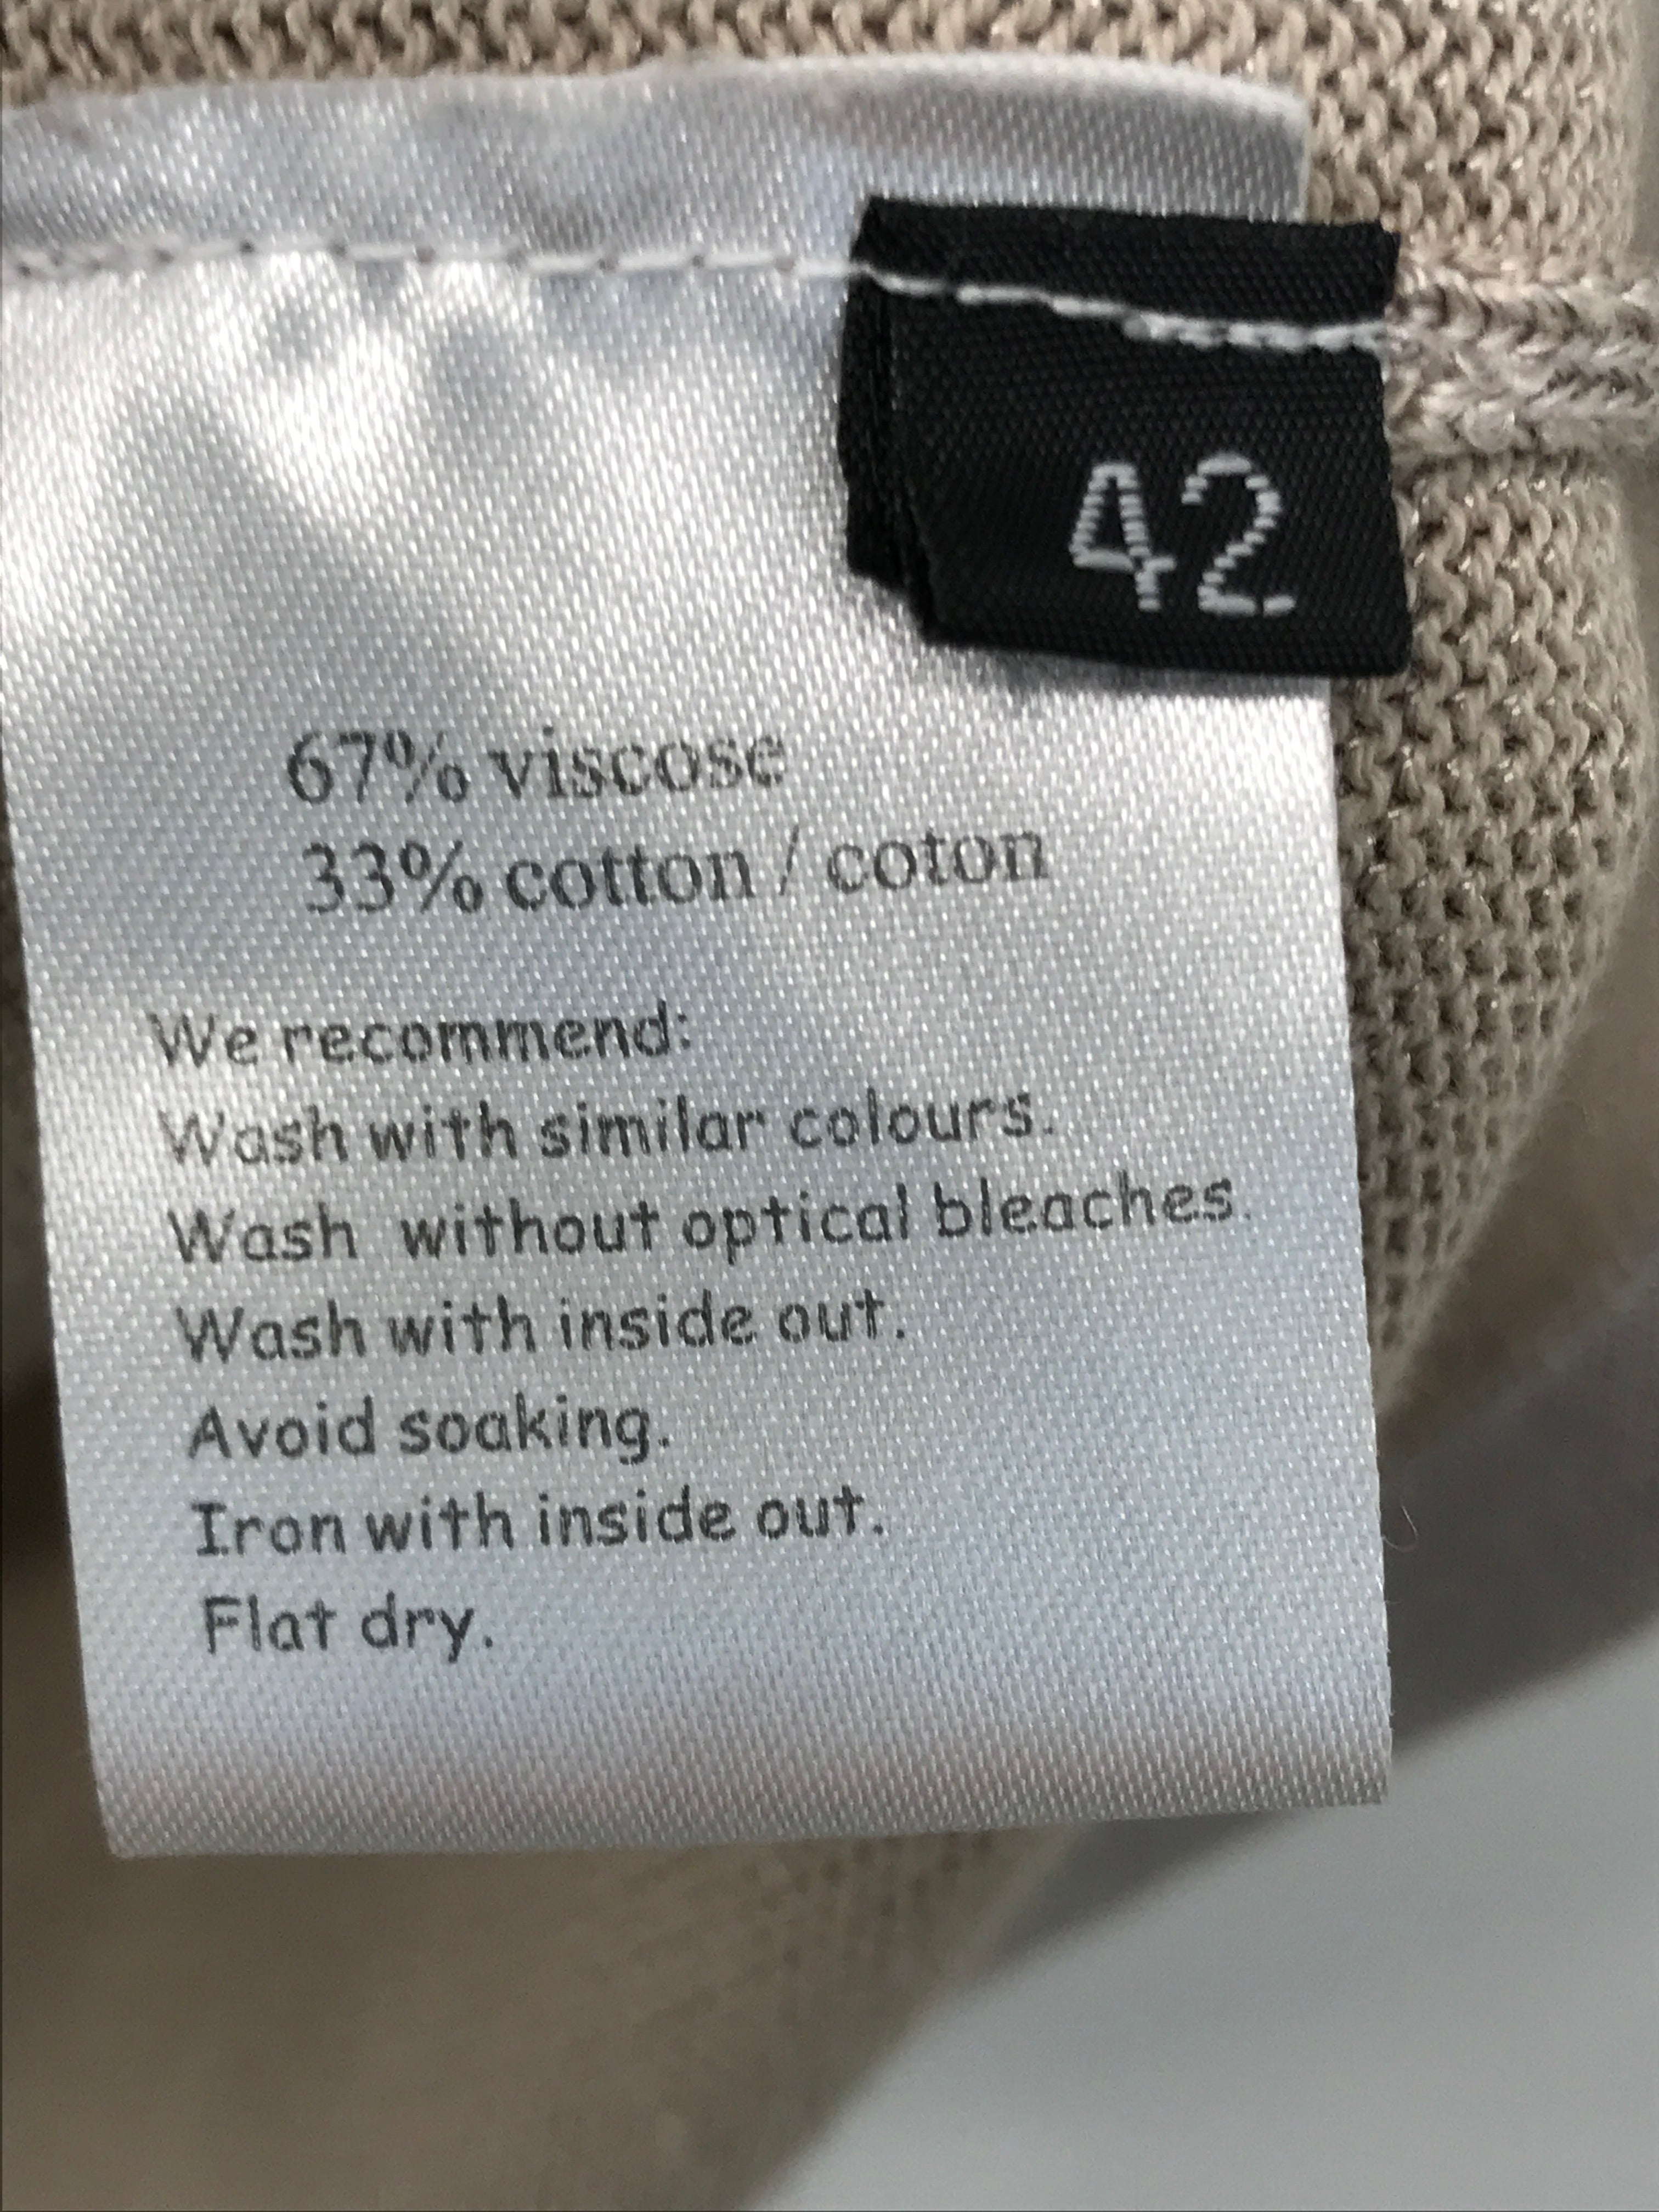 42
67% viscose
33% cotton / coton
We recommend:
Wash with similar colours.
Wash without optical bleaches.
Wash with inside out.
Avoid soaking.
Iron with inside out.
Flat dry.